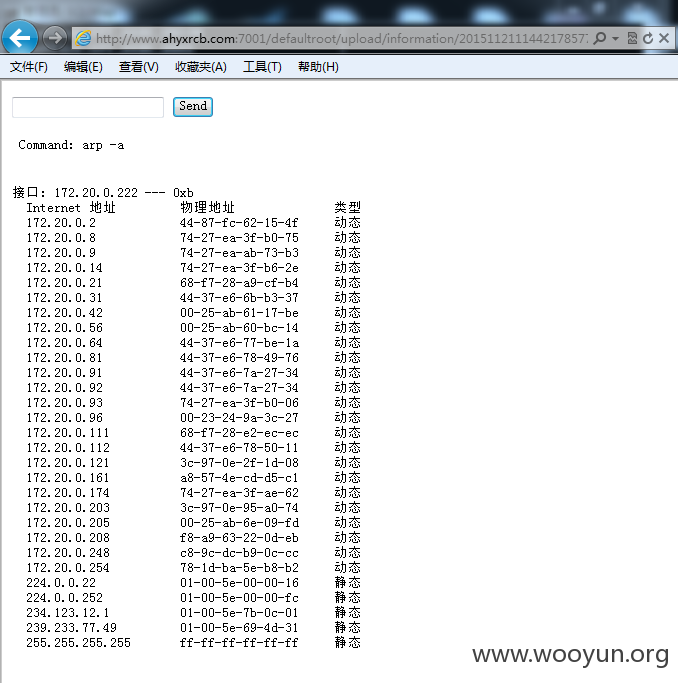 http://www.ahyxrcb.com:7001/defaultroot/upload/information/2015112111442178577
文件(F) 编辑(E) 查看(V) 收藏夹(A) 工具(T) 帮助(H)
Send
Command: arp -a
接口: 172.20.0.222 --- 0xb
Internet 地址 物理地址 类型
172.20.0.2 44-87-fc-62-15-4f 动态
172.20.0.8 74-27-ea-3f-b0-75 动态
172.20.0.9 74-27-ea-ab-73-b3 动态
172.20.0.14 74-27-ea-3f-b6-2e 动态
172.20.0.21 68-f7-28-a9-cf-b4 动态
172.20.0.31 44-37-e6-6b-b3-37 动态
172.20.0.42 00-25-ab-61-17-be 动态
172.20.0.56 00-25-ab-60-bc-14 动态
172.20.0.64 44-37-e6-77-be-1a 动态
172.20.0.81 44-37-e6-78-49-76 动态
172.20.0.91 44-37-e6-7a-27-34 动态
172.20.0.92 44-37-e6-7a-27-34 动态
172.20.0.93 74-27-ea-3f-b0-06 动态
172.20.0.96 00-23-24-9a-3c-27 动态
172.20.0.111 68-f7-28-e2-ec-ec 动态
172.20.0.112 44-37-e6-78-50-11 动态
172.20.0.121 3c-97-0e-2f-1d-08 动态
172.20.0.161 a8-57-4e-cd-d5-c1 动态
172.20.0.174 74-27-ea-3f-ae-62 动态
172.20.0.203 3c-97-0e-95-a0-74 动态
172.20.0.205 00-25-ab-6e-09-fd 动态
172.20.0.208 f8-a9-63-22-0d-eb 动态
172.20.0.248 c8-9c-dc-b9-0c-cc 动态
172.20.0.254 78-1d-ba-5e-b8-b2 动态
224.0.0.22 01-00-5e-00-00-16 静态
224.0.0.252 01-00-5e-00-00-fc 静态
234.123.12.1 01-00-5e-7b-0c-01 静态
239.233.77.49 01-00-5e-69-4d-31 静态
255.255.255.255 ff-ff-ff-ff-ff-ff 静态
www.wooyun.org